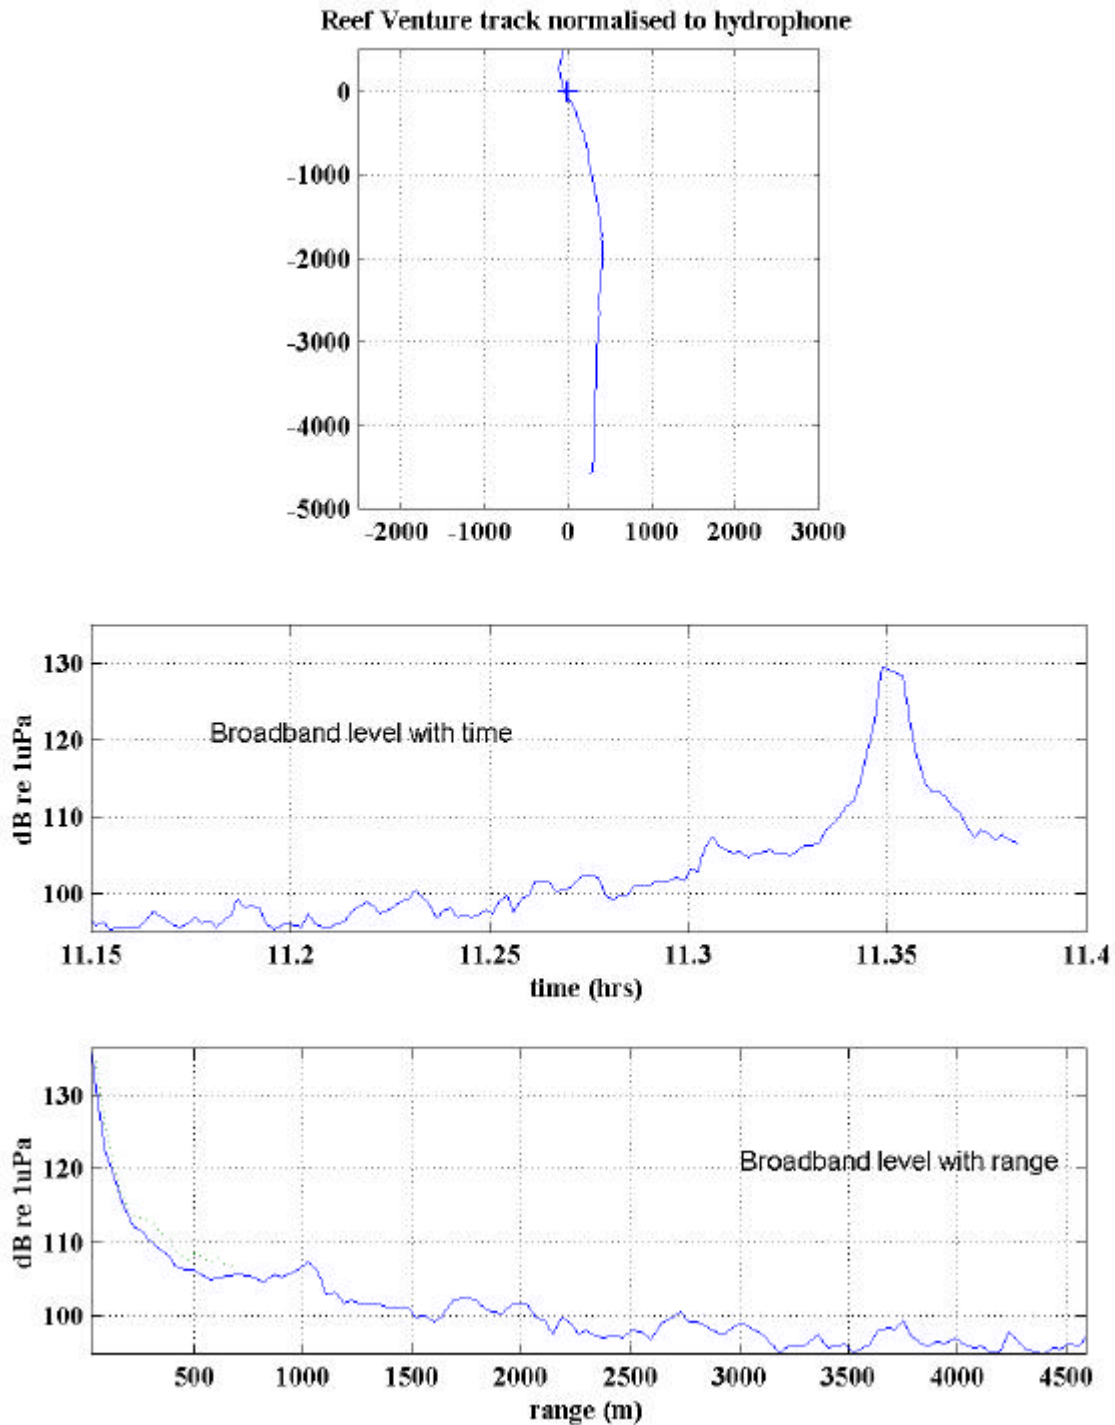 Reef Venture track normalised to hydrophone
0
-1000
-2000
-3000
-4000
-5000
-2000 -1000 0 1000 2000 3000
130
120
110
100
dB re 1uPa
Broadband level with time
11.15 11.2 11.25 11.3 11.35 11.4
time (hrs)
130
120
110
100
dB re 1uPa
Broadband level with range
500 1000 1500 2000 2500 3000 3500 4000 4500
range (m)